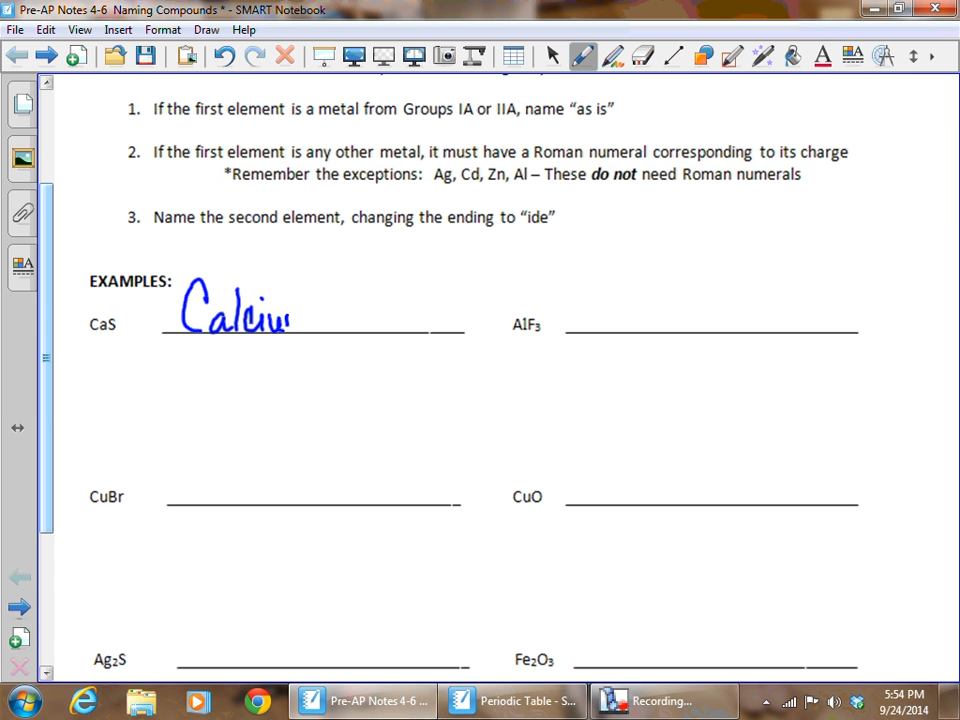 Pre-AP Notes 4-6 Naming Compounds * - SMART Notebook
File Edit View Insert Format Draw Help
1. If the first element is a metal from Groups IA or IIA, name “as is”
2. If the first element is any other metal, it must have a Roman numeral corresponding to its charge
*Remember the exceptions: Ag, Cd, Zn, Al – These do not need Roman numerals
3. Name the second element, changing the ending to “ide”
EXAMPLES:
CaS Calciu
AlF₃
CuBr
CuO
Ag₂S
Fe₂O₃
Pre-AP Notes 4-6 ...
Periodic Table - S...
Recording...
5:54 PM
9/24/2014